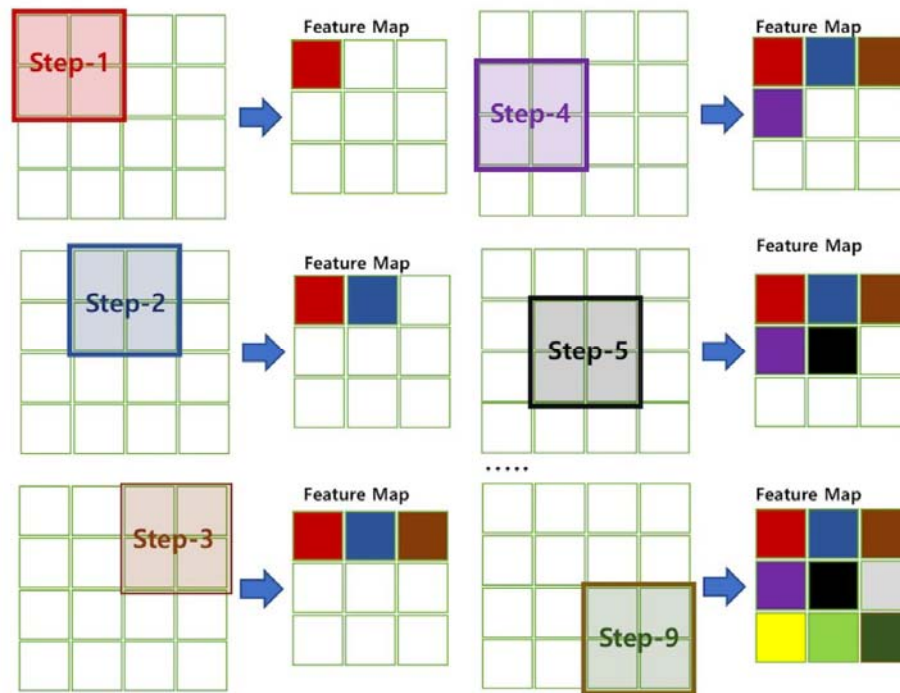 Step-1
Feature Map
Step-2
Feature Map
Step-3
Feature Map
Step-4
Feature Map
Step-5
Feature Map
.....
Step-9
Feature Map